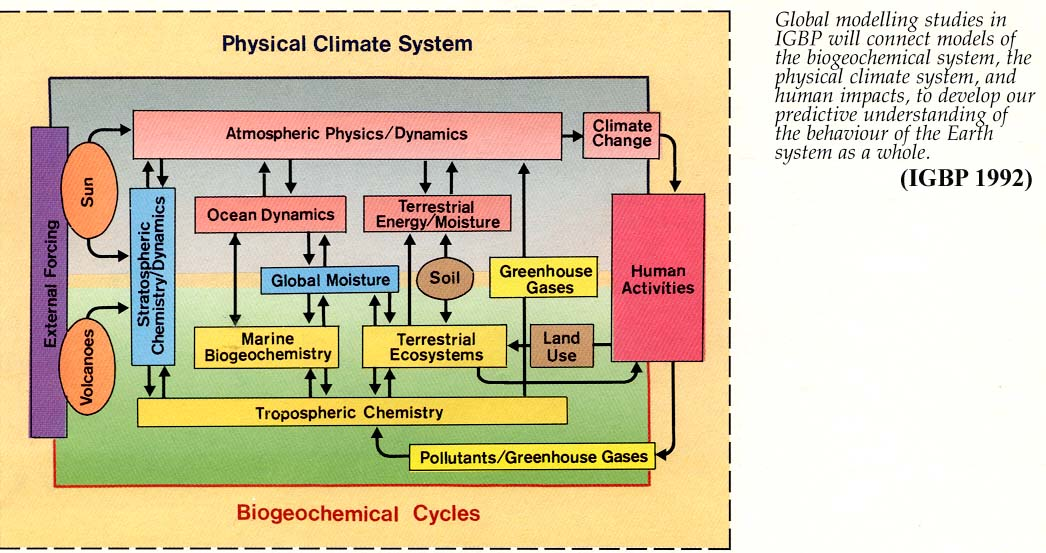 Physical Climate System
Global modelling studies in
IGBP will connect models of
the biogeochemical system, the
physical climate system, and
human impacts, to develop our
predictive understanding of
the behaviour of the Earth
system as a whole.
(IGBP 1992)
External Forcing
Sun
Volcanoes
Atmospheric Physics/Dynamics
Climate
Change
Stratospheric
Chemistry/Dynamics
Ocean Dynamics
Terrestrial
Energy/Moisture
Global Moisture
Soil
Greenhouse
Gases
Human
Activities
Marine
Biogeochemistry
Terrestrial
Ecosystems
Land
Use
Tropospheric Chemistry
Pollutants/Greenhouse Gases
Biogeochemical Cycles